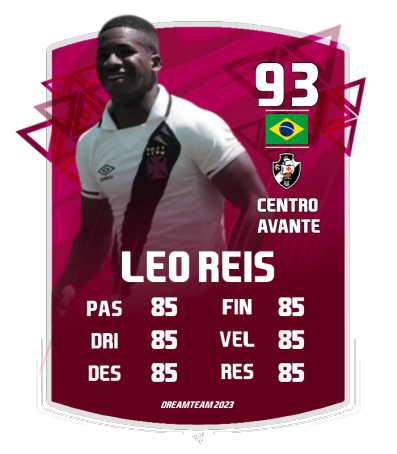 93
CENTRO
AVANTE
LEO REIS
PAS 85 FIN 85
DRI 85 VEL 85
DES 85 RES 85
DREAMTEAM 2023